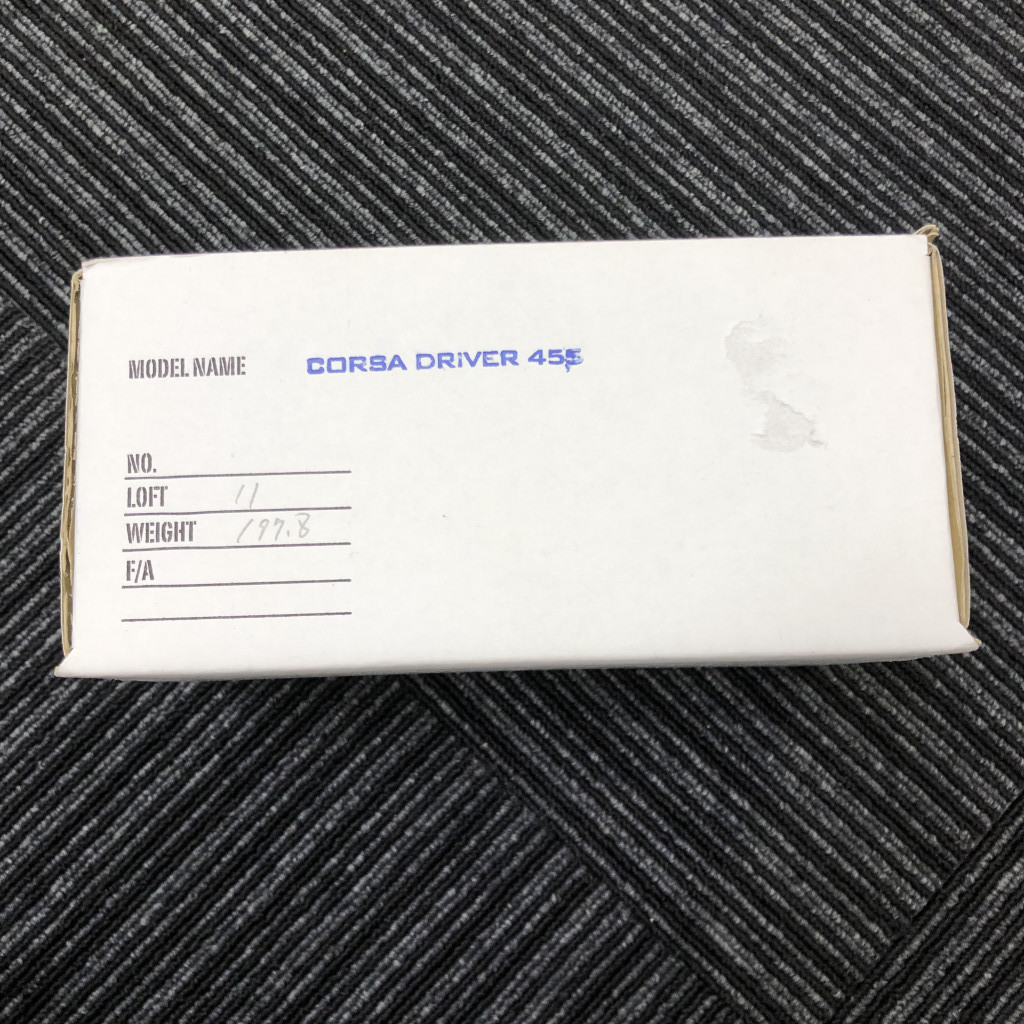 MODEL NAME CORSA DRIVER 455
NO.
LOFT 11
WEIGHT 197.8
F/A